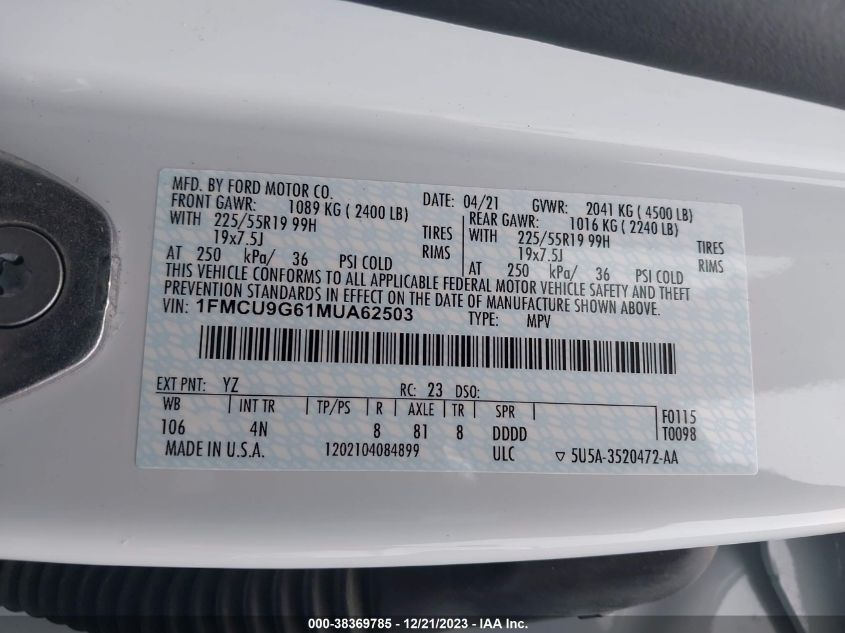 MFD. BY FORD MOTOR CO. DATE: 04/21 GVWR: 2041 KG ( 4500 LB)
FRONT GAWR: 1089 KG ( 2400 LB) REAR GAWR: 1016 KG ( 2240 LB)
WITH 225/55R19 99H TIRES WITH 225/55R19 99H TIRES
19x7.5J RIMS 19x7.5J RIMS
AT 250 kPa/ 36 PSI COLD AT 250 kPa/ 36 PSI COLD
THIS VEHICLE CONFORMS TO ALL APPLICABLE FEDERAL MOTOR VEHICLE SAFETY AND THEFT
PREVENTION STANDARDS IN EFFECT ON THE DATE OF MANUFACTURE SHOWN ABOVE.
VIN: 1FMCU9G61MUA62503 TYPE: MPV
EXT PNT: YZ RC: 23 DSO:
WB INT TR TP/PS R AXLE TR SPR F0115
106 4N 8 81 8 DDDD T0098
MADE IN U.S.A. 1202104084899 ULC ▽ 5U5A-3520472-AA
000-38369785 - 12/21/2023 - IAA Inc.